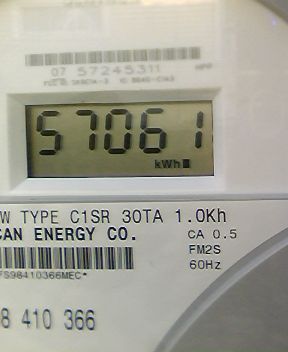 07 57245311
57061
kWh
W TYPE C1SR 30TA 1.0Kh
CAN ENERGY CO.
CA 0.5
FM2S
60Hz
FS98410366MEC*
8 410 366